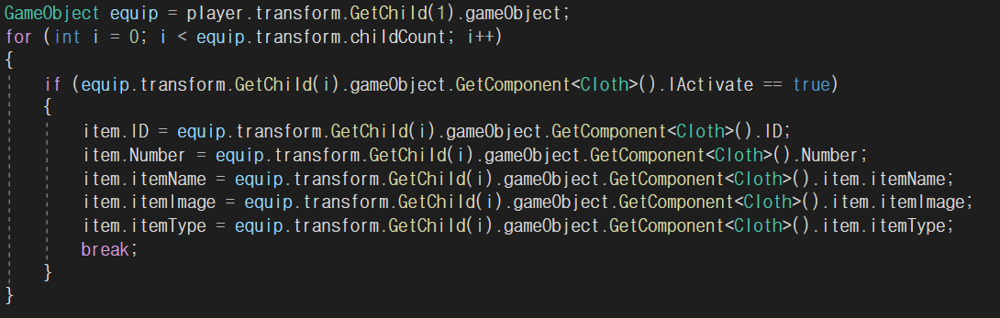 GameObject equip = player.transform.GetChild(1).gameObject;
for (int i = 0; i < equip.transform.childCount; i++)
{
    if (equip.transform.GetChild(i).gameObject.GetComponent<Cloth>().IActivate == true)
    {
        item.ID = equip.transform.GetChild(i).gameObject.GetComponent<Cloth>().ID;
        item.Number = equip.transform.GetChild(i).gameObject.GetComponent<Cloth>().Number;
        item.itemName = equip.transform.GetChild(i).gameObject.GetComponent<Cloth>().item.itemName;
        item.itemImage = equip.transform.GetChild(i).gameObject.GetComponent<Cloth>().item.itemImage;
        item.itemType = equip.transform.GetChild(i).gameObject.GetComponent<Cloth>().item.itemType;
        break;
    }
}